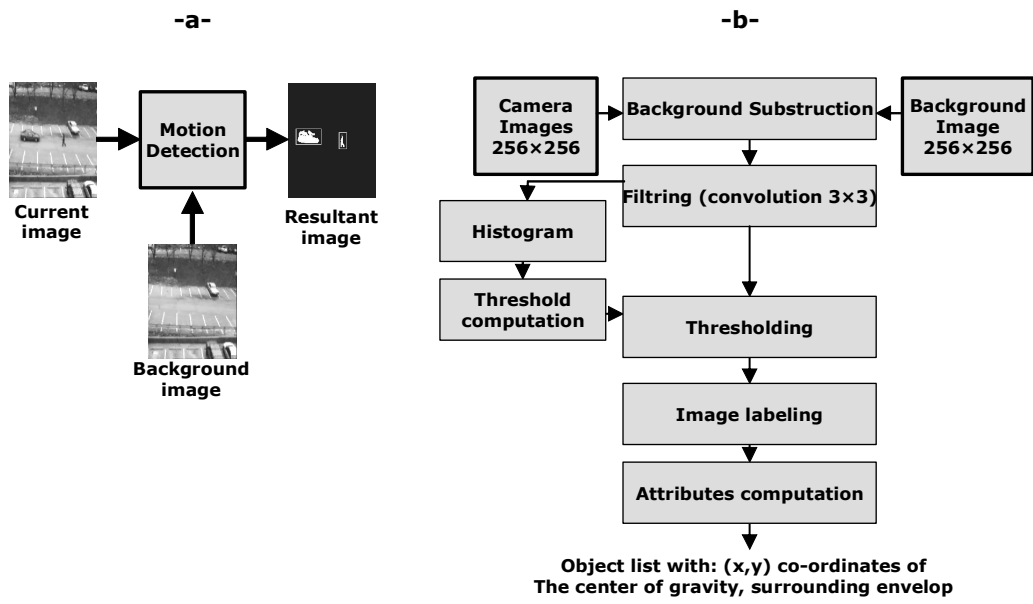 -a-
Motion
Detection
Current
image
Resultant
image
Background
image
-b-
Camera
Images
256×256
Background Substruction
Background
Image
256×256
Filtring (convolution 3×3)
Histogram
Threshold
computation
Thresholding
Image labeling
Attributes computation
Object list with: (x,y) co-ordinates of
The center of gravity, surrounding envelop